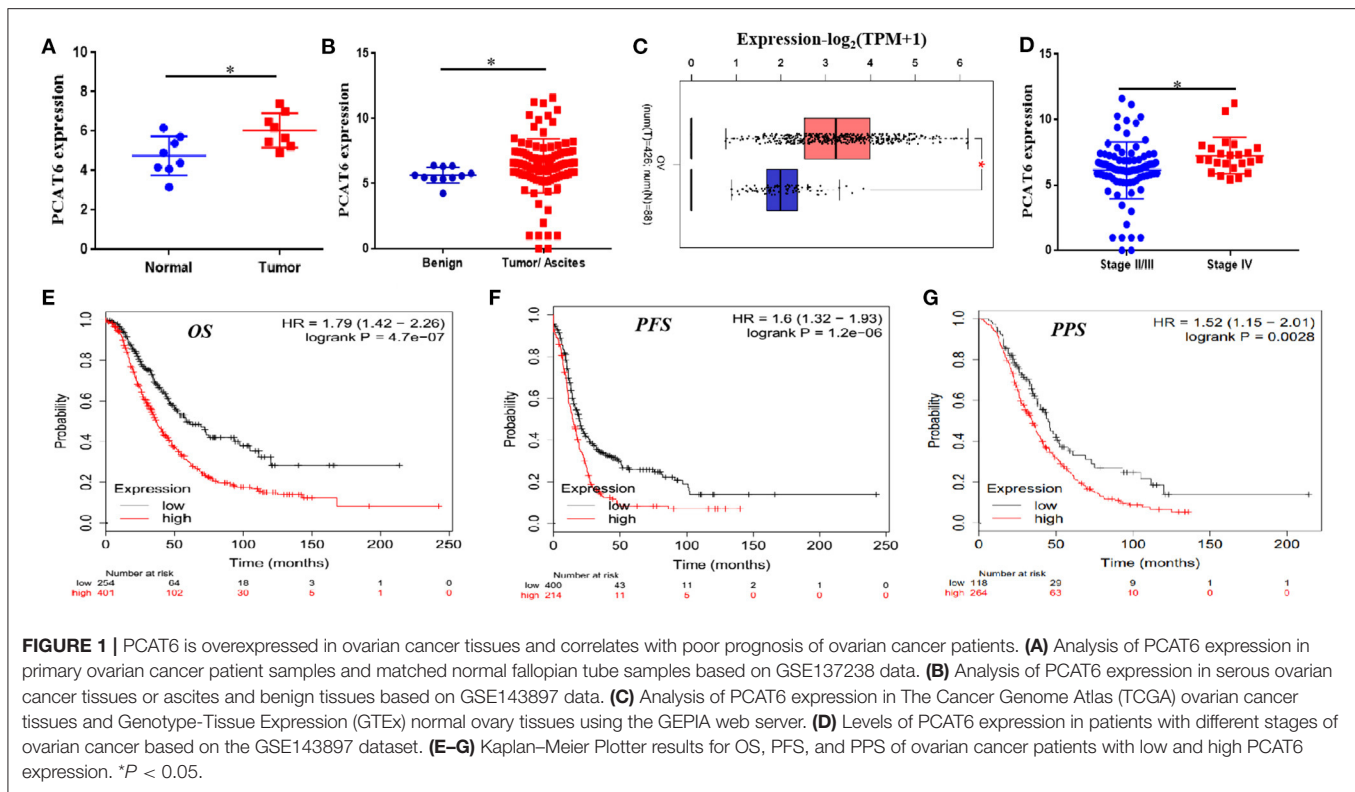 A
PCAT6 expression
10
8
6
4
2
0
*
Normal
Tumor
B
PCAT6 expression
15
10
5
0
*
Benign
Tumor/ Ascites
C
Expression-log₂(TPM+1)
0 1 2 3 4 5 6
OV
(num(T)=426; num(N)=88)
*
D
PCAT6 expression
15
10
5
0
*
Stage II/III
Stage IV
E
OS
HR = 1.79 (1.42 − 2.26)
logrank P = 4.7e−07
Probability
1.0
0.8
0.6
0.4
0.2
0.0
Expression
low
high
0 50 100 150 200 250
Time (months)
Number at risk
low 254 64 18 3 1 0
high 401 102 30 5 1 0
F
PFS
HR = 1.6 (1.32 − 1.93)
logrank P = 1.2e−06
Probability
1.0
0.8
0.6
0.4
0.2
0.0
Expression
low
high
0 50 100 150 200 250
Time (months)
Number at risk
low 400 43 11 2 1 0
high 214 11 5 0 0 0
G
PPS
HR = 1.52 (1.15 − 2.01)
logrank P = 0.0028
Probability
1.0
0.8
0.6
0.4
0.2
0.0
Expression
low
high
0 50 100 150 200
Time (months)
Number at risk
low 118 29 9 1 1
high 264 63 10 0 0
FIGURE 1 | PCAT6 is overexpressed in ovarian cancer tissues and correlates with poor prognosis of ovarian cancer patients. (A) Analysis of PCAT6 expression in
primary ovarian cancer patient samples and matched normal fallopian tube samples based on GSE137238 data. (B) Analysis of PCAT6 expression in serous ovarian
cancer tissues or ascites and benign tissues based on GSE143897 data. (C) Analysis of PCAT6 expression in The Cancer Genome Atlas (TCGA) ovarian cancer
tissues and Genotype-Tissue Expression (GTEx) normal ovary tissues using the GEPIA web server. (D) Levels of PCAT6 expression in patients with different stages of
ovarian cancer based on the GSE143897 dataset. (E–G) Kaplan–Meier Plotter results for OS, PFS, and PPS of ovarian cancer patients with low and high PCAT6
expression. *P < 0.05.